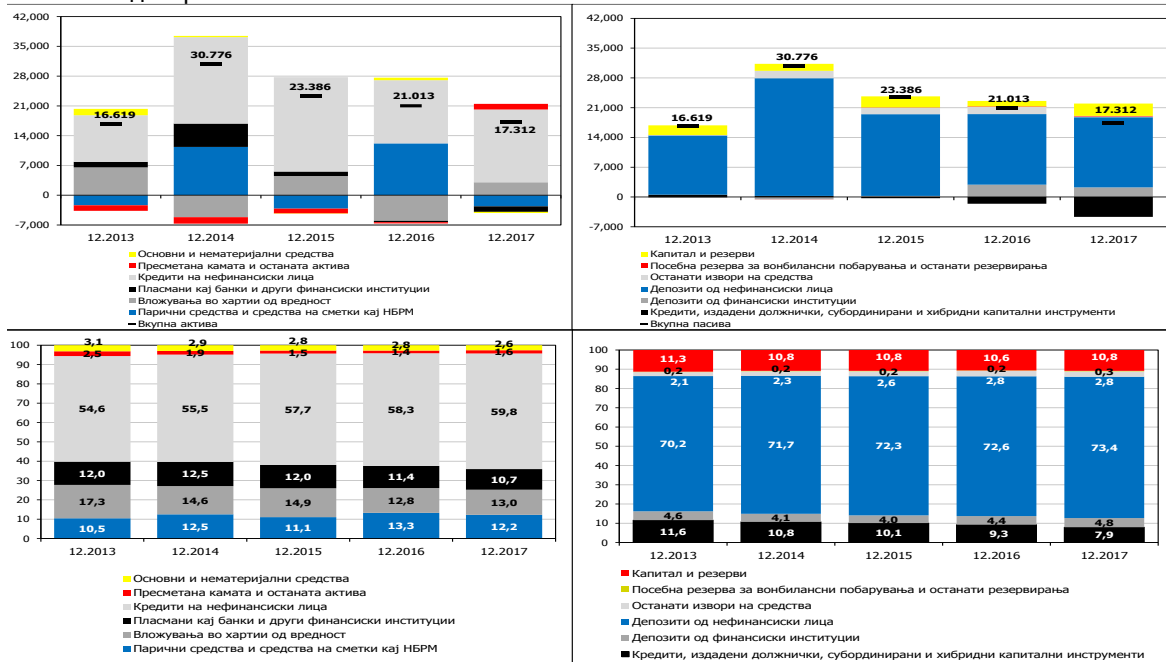 42,000
35,000
28,000
21,000
14,000
7,000
0
-7,000
16.619
30.776
23.386
21.013
17.312
12.2013
12.2014
12.2015
12.2016
12.2017
Основни и нематеријални средства
Пресметана камата и останата актива
Кредити на нефинансиски лица
Пласмани кај банки и други финансиски институции
Вложувања во хартии од вредност
Парични средства и средства на сметки кај НБРМ
Вкупна актива
42,000
35,000
28,000
21,000
14,000
7,000
0
-7,000
16.619
30.776
23.386
21.013
17.312
12.2013
12.2014
12.2015
12.2016
12.2017
Капитал и резерви
Посебна резерва за вонбилансни побарувања и останати резервирања
Останати извори на средства
Депозити од нефинансиски лица
Депозити од финансиски институции
Кредити, издадени должнички, субординирани и хибридни капитални инструменти
Вкупна пасива
100
90
80
70
60
50
40
30
20
10
0
3,1 2,9 2,8 2,8 2,6
2,5 1,9 1,5 1,4 1,6
54,6 55,5 57,7 58,3 59,8
12,0 12,5 12,0 11,4 10,7
17,3 14,6 14,9 12,8 13,0
10,5 12,5 11,1 13,3 12,2
12.2013 12.2014 12.2015 12.2016 12.2017
Основни и нематеријални средства
Пресметана камата и останата актива
Кредити на нефинансиски лица
Пласмани кај банки и други финансиски институции
Вложувања во хартии од вредност
Парични средства и средства на сметки кај НБРМ
100
90
80
70
60
50
40
30
20
10
0
11,3 10,8 10,8 10,6 10,8
0,2 0,2 0,2 0,2 0,3
2,1 2,3 2,6 2,8 2,8
70,2 71,7 72,3 72,6 73,4
4,6 4,1 4,0 4,4 4,8
11,6 10,8 10,1 9,3 7,9
12.2013 12.2014 12.2015 12.2016 12.2017
Капитал и резерви
Посебна резерва за вонбилансни побарувања и останати резервирања
Останати извори на средства
Депозити од нефинансиски лица
Депозити од финансиски институции
Кредити, издадени должнички, субординирани и хибридни капитални инструменти